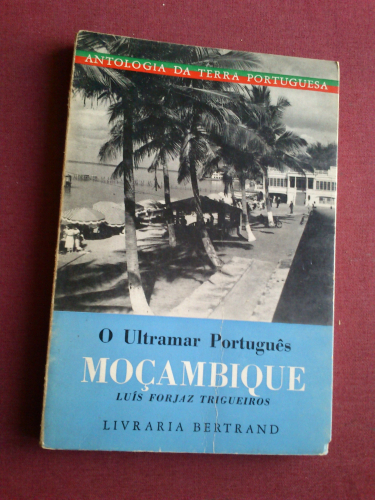 ANTOLOGIA DA TERRA PORTUGUESA
O Ultramar Português
MOÇAMBIQUE
LUÍS FORJAZ TRIGUEIROS
LIVRARIA BERTRAND